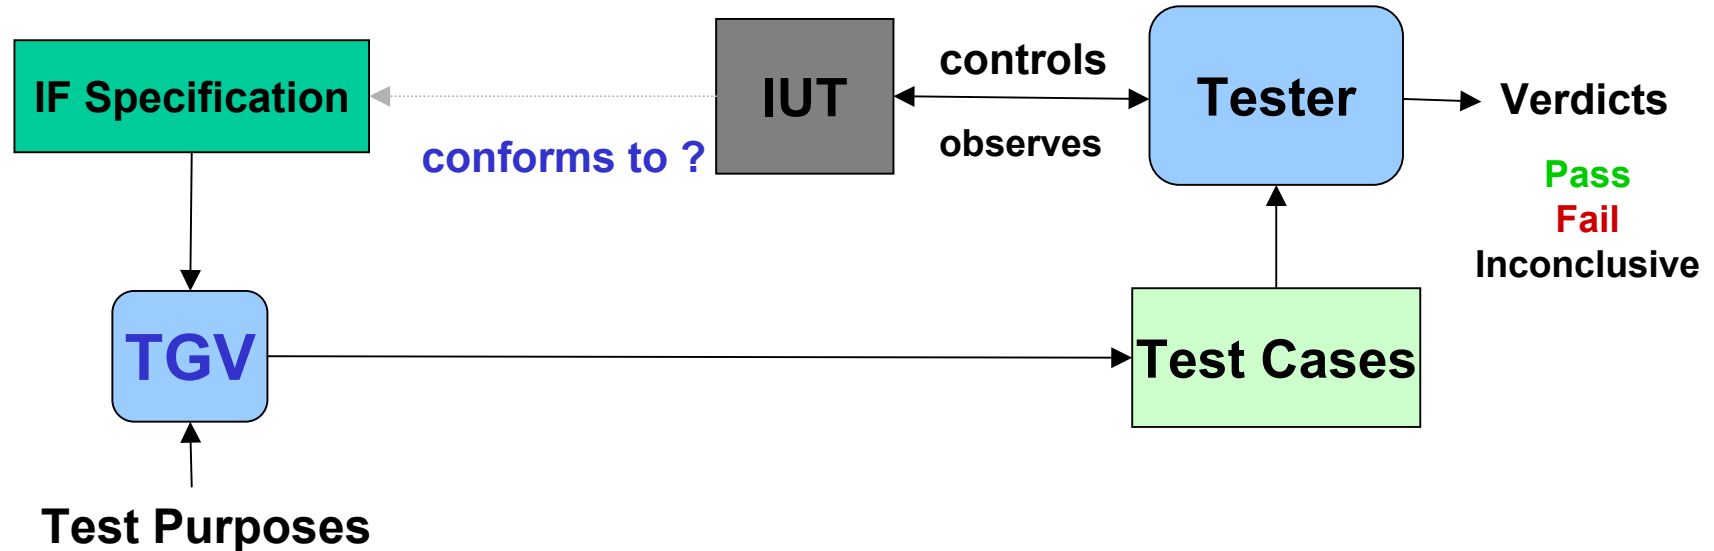 IF Specification
conforms to ?
IUT
controls
observes
Tester
Verdicts
Pass
Fail
Inconclusive
TGV
Test Cases
Test Purposes